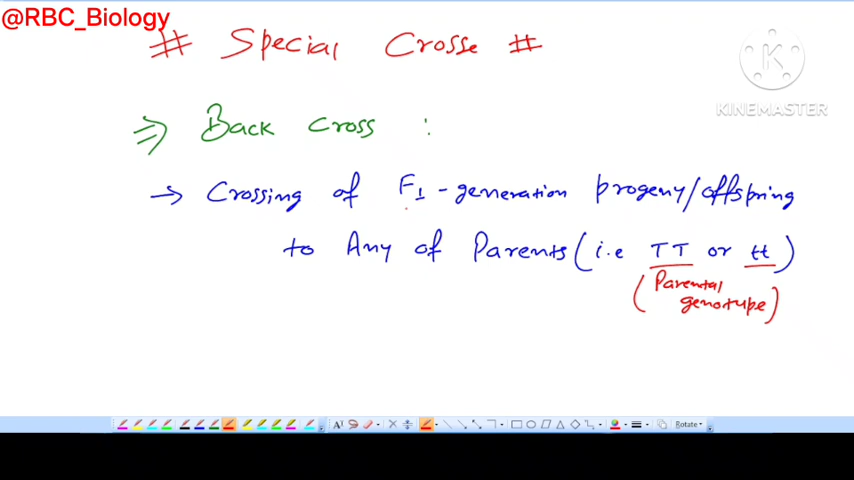 @RBC_Biology
# Special Crosse #
KINEMASTER
⇒ Back cross :
→ Crossing of F1-generation progeny/offspring
to Any of Parents (i.e TT or tt)
(Parental
genotype)
Rotate